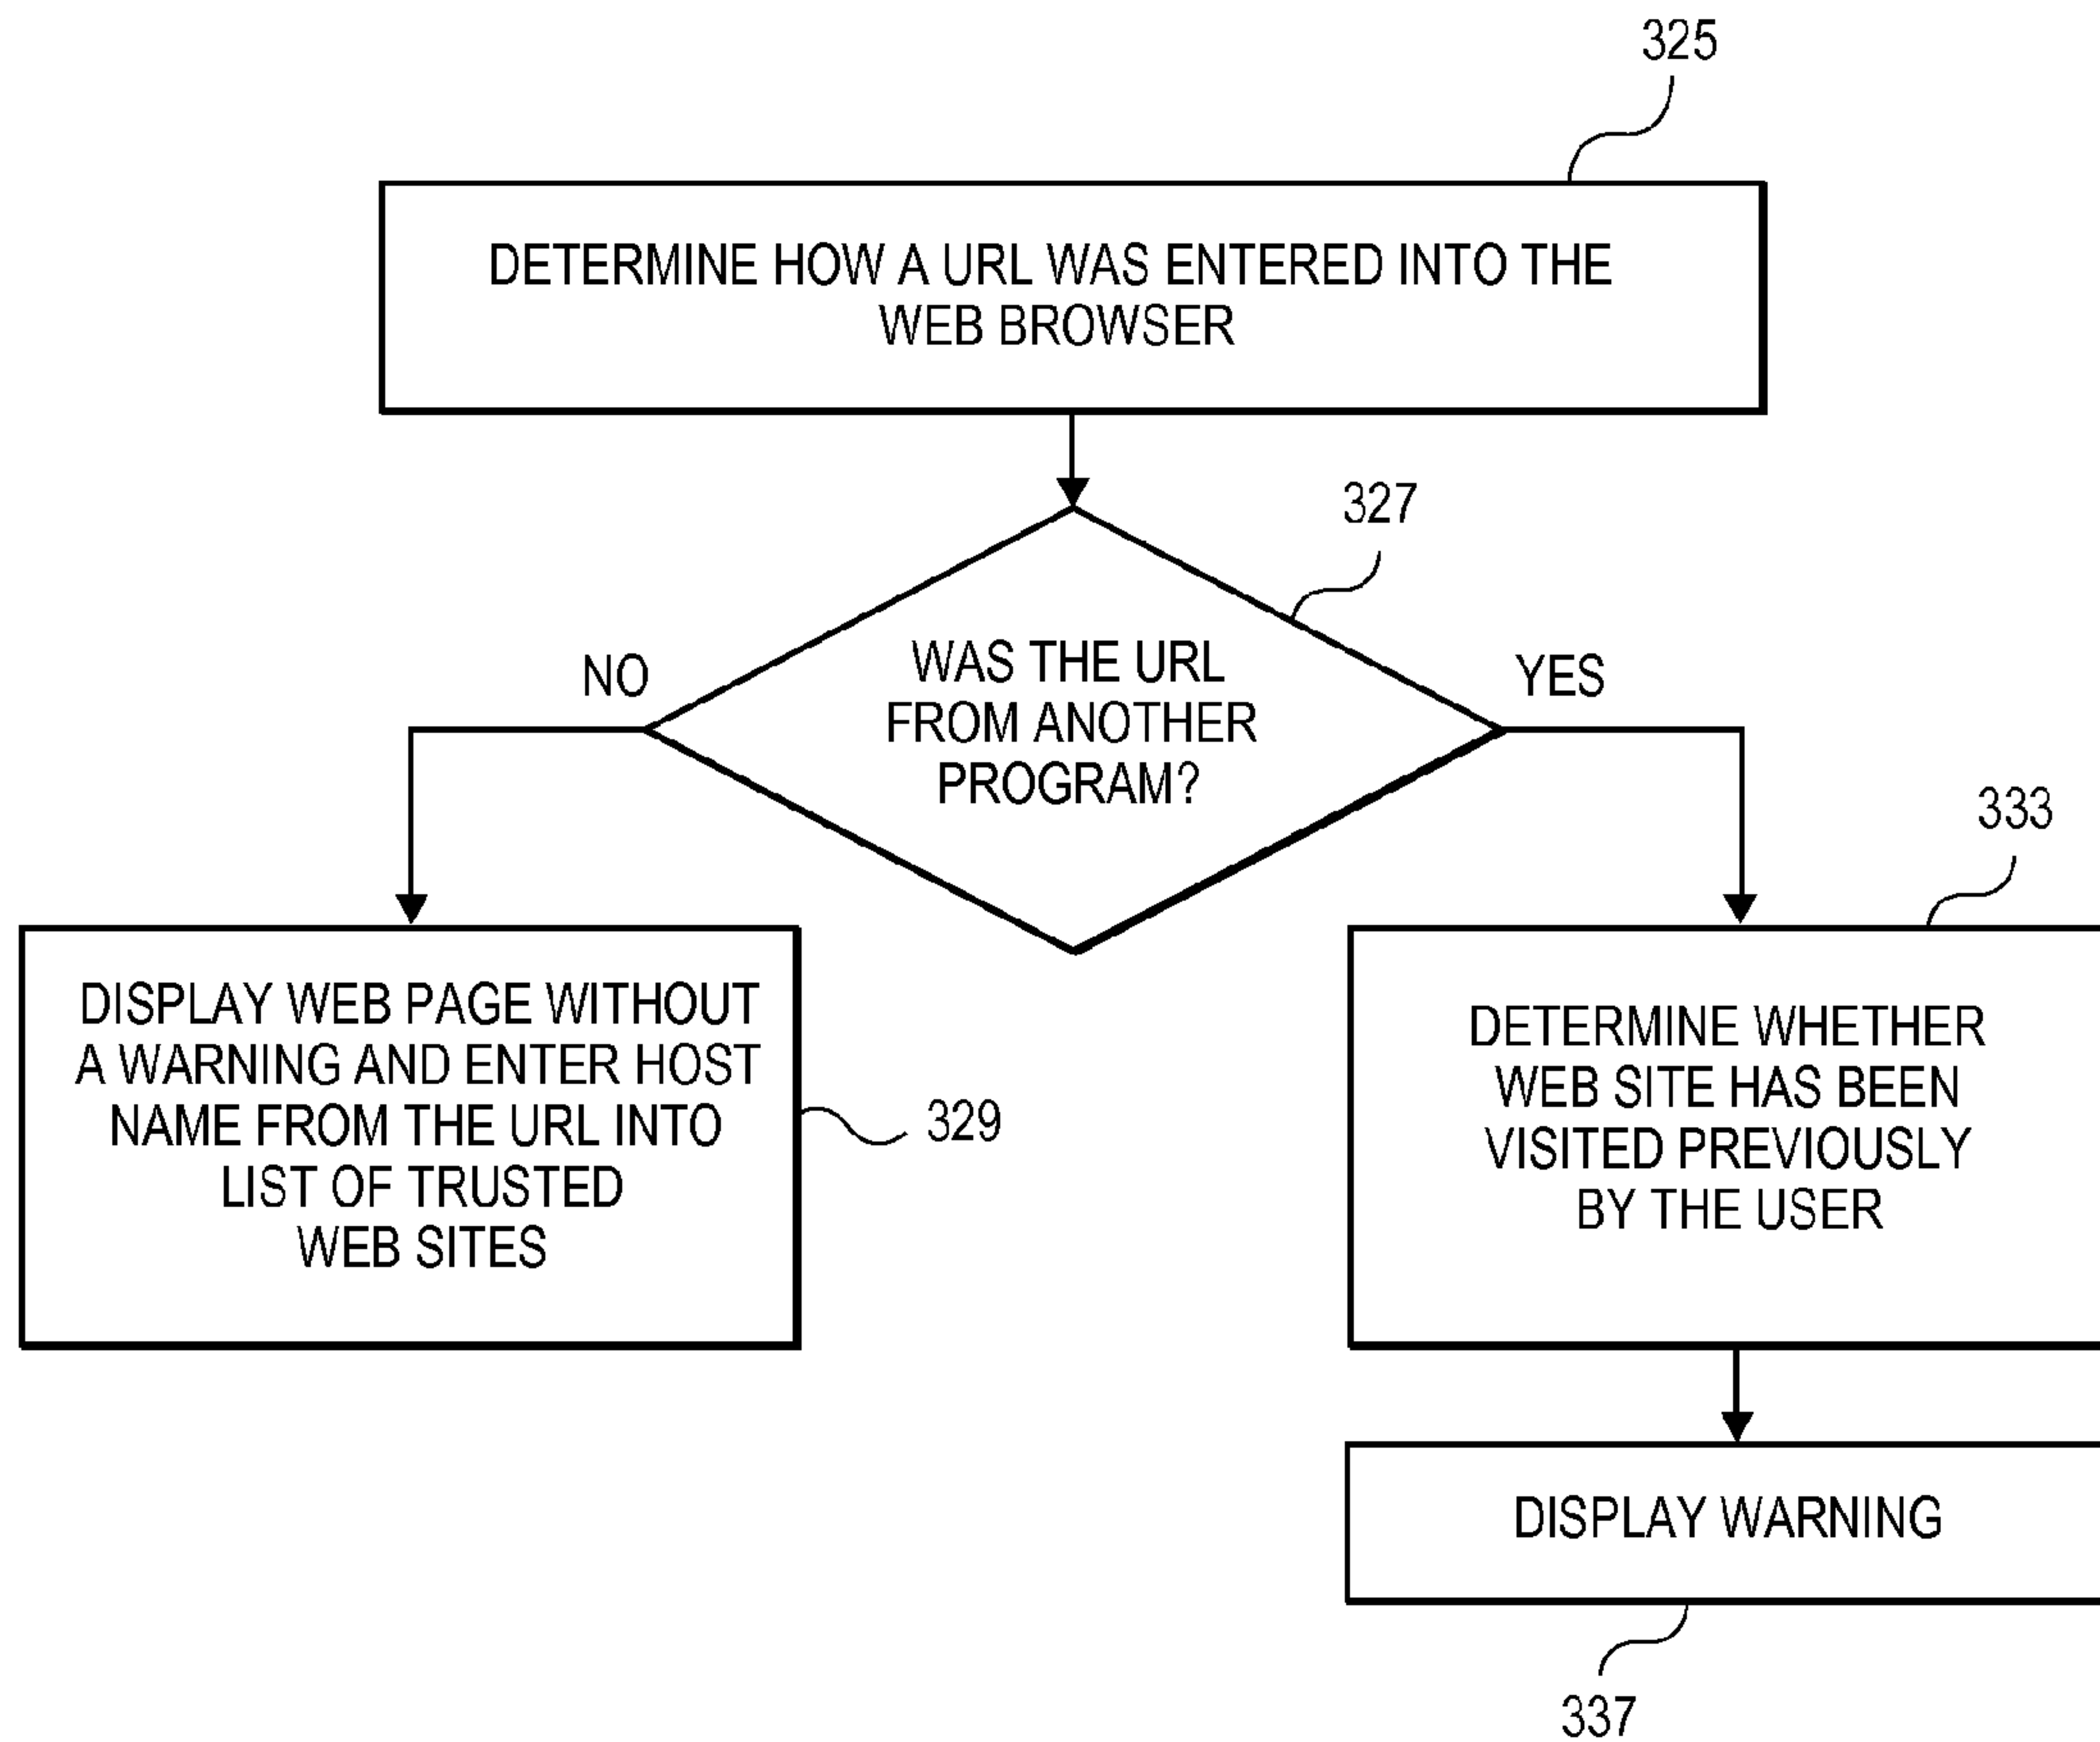 325
DETERMINE HOW A URL WAS ENTERED INTO THE
WEB BROWSER
327
WAS THE URL
FROM ANOTHER
PROGRAM?
NO
YES
333
DISPLAY WEB PAGE WITHOUT
A WARNING AND ENTER HOST
NAME FROM THE URL INTO
LIST OF TRUSTED
WEB SITES
329
DETERMINE WHETHER
WEB SITE HAS BEEN
VISITED PREVIOUSLY
BY THE USER
DISPLAY WARNING
337